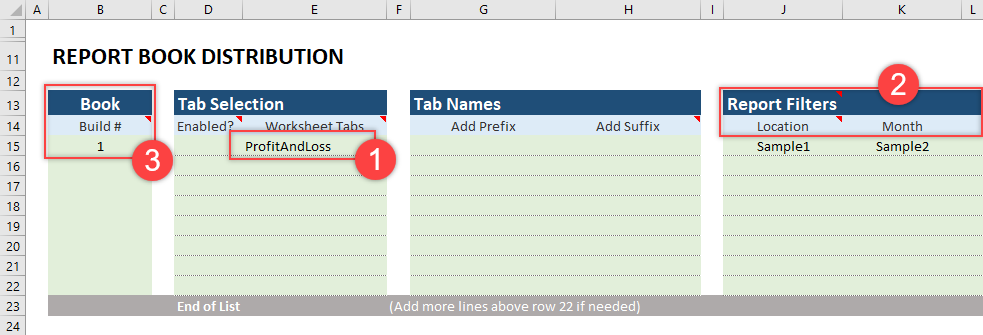 A B C D E F G H I J K L
1
11 REPORT BOOK DISTRIBUTION
12 2
13 Book Tab Selection Tab Names Report Filters
14 Build # Enabled? Worksheet Tabs Add Prefix Add Suffix Location Month
15 1 ProfitAndLoss 1 Sample1 Sample2
16 3
17
18
19
20
21
22
23 End of List (Add more lines above row 22 if needed)
24